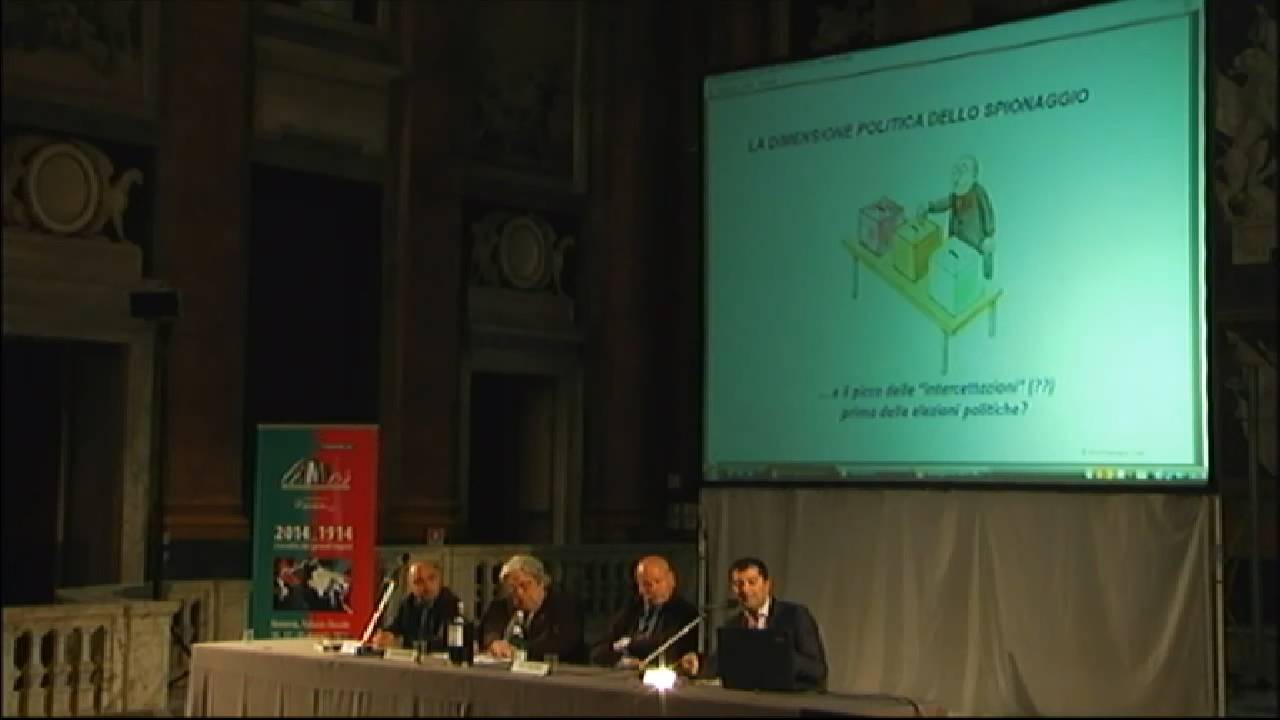 LA DIMENSIONE POLITICA DELLO SPIONAGGIO
...e il picco delle "intercettazioni" (??)
prima delle elezioni politiche?
2014_1914